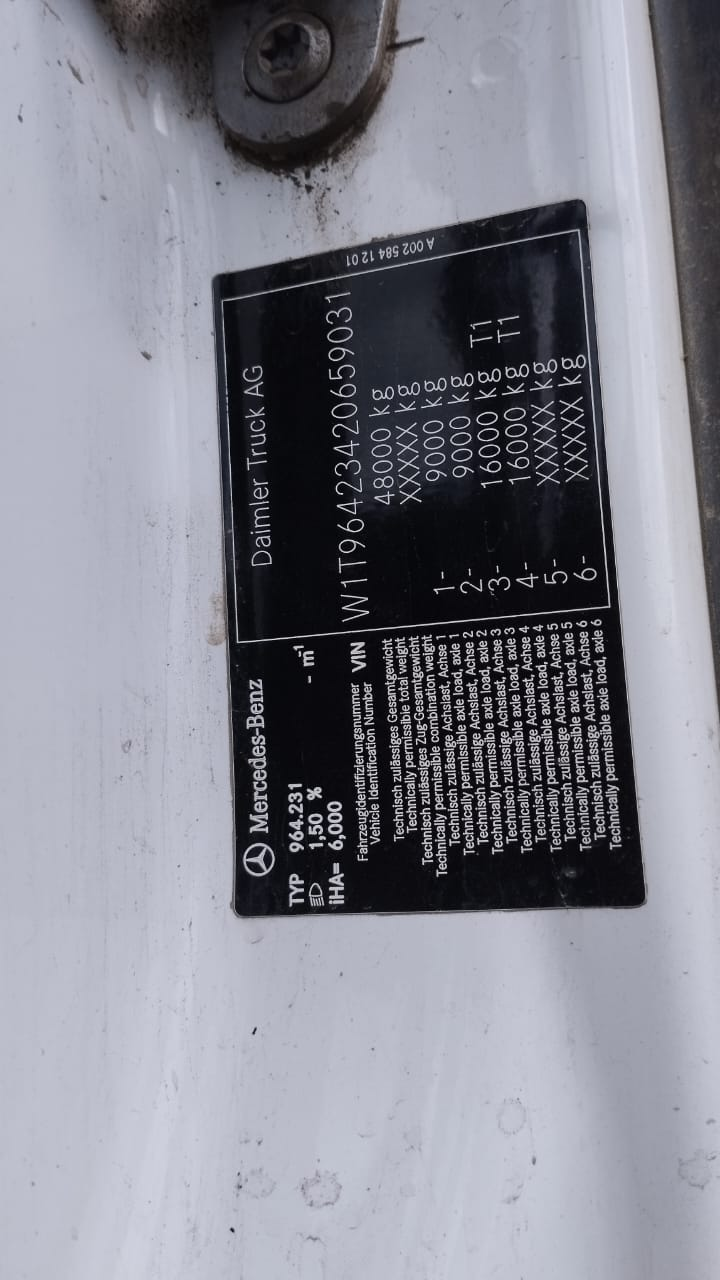 Mercedes-Benz Daimler Truck AG
TYP 964.231
1,50 % - m-1
iHA= 6,000
A 002 584 12 01
Fahrzeugidentifizierungsnummer
Vehicle Identification Number VIN W1T96423420659031
Technisch zulässiges Gesamtgewicht
Technically permissible total weight 48000 kg
Technisch zulässiges Zug-Gesamtgewicht
Technically permissible combination weight XXXXX kg
Technisch zulässige Achslast, Achse 1
Technically permissible axle load, axle 1 1- 9000 kg
Technisch zulässige Achslast, Achse 2
Technically permissible axle load, axle 2 2- 9000 kg
Technisch zulässige Achslast, Achse 3
Technically permissible axle load, axle 3 3- 16000 kg T1
Technisch zulässige Achslast, Achse 4
Technically permissible axle load, axle 4 4- 16000 kg T1
Technisch zulässige Achslast, Achse 5
Technically permissible axle load, axle 5 5- XXXXX kg
Technisch zulässige Achslast, Achse 6
Technically permissible axle load, axle 6 6- XXXXX kg